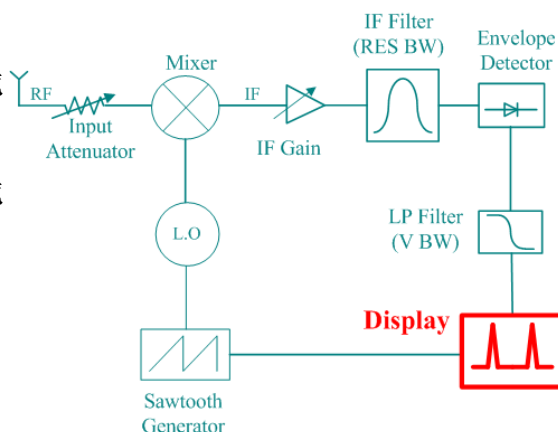 IF Filter
(RES BW)
Envelope
Detector
Mixer
RF
IF
Input
Attenuator
IF Gain
L.O
LP Filter
(V BW)
Display
Sawtooth
Generator